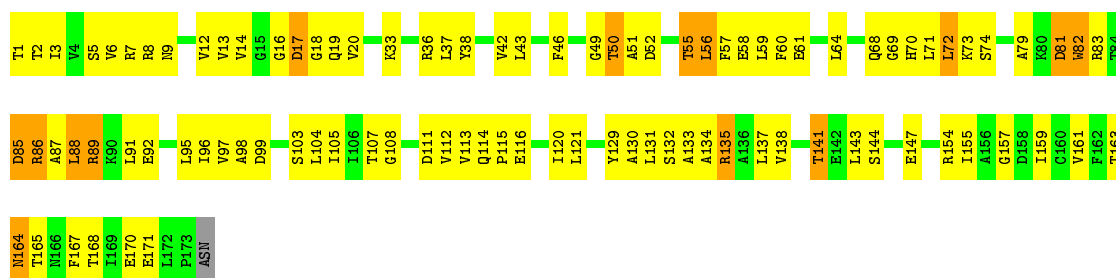 T1 T2 I3 V4 S5 V6 R7 R8 N9 V12 V13 V14 G15 G16 D17 G18 Q19 V20 K33 R36 L37 Y38 V42 L43 F46 G49 T50 A51 D52 T55 L56 F57 E58 L59 F60 E61 L64 Q68 G69 H70 L71 L72 K73 S74 A79 K80 D81 W82 R83 T84
D85 R86 A87 L88 R89 K90 L91 E92 L95 I96 V97 A98 D99 S103 L104 I105 I106 T107 G108 D111 V112 V113 Q114 P115 E116 I120 L121 Y129 A130 L131 S132 A133 A134 R135 A136 L137 V138 T141 E142 L143 S144 E147 R154 I155 A156 G157 D158 I159 C160 V161 F162 T163
N164 T165 N166 F167 T168 I169 E170 E171 L172 P173 ASN